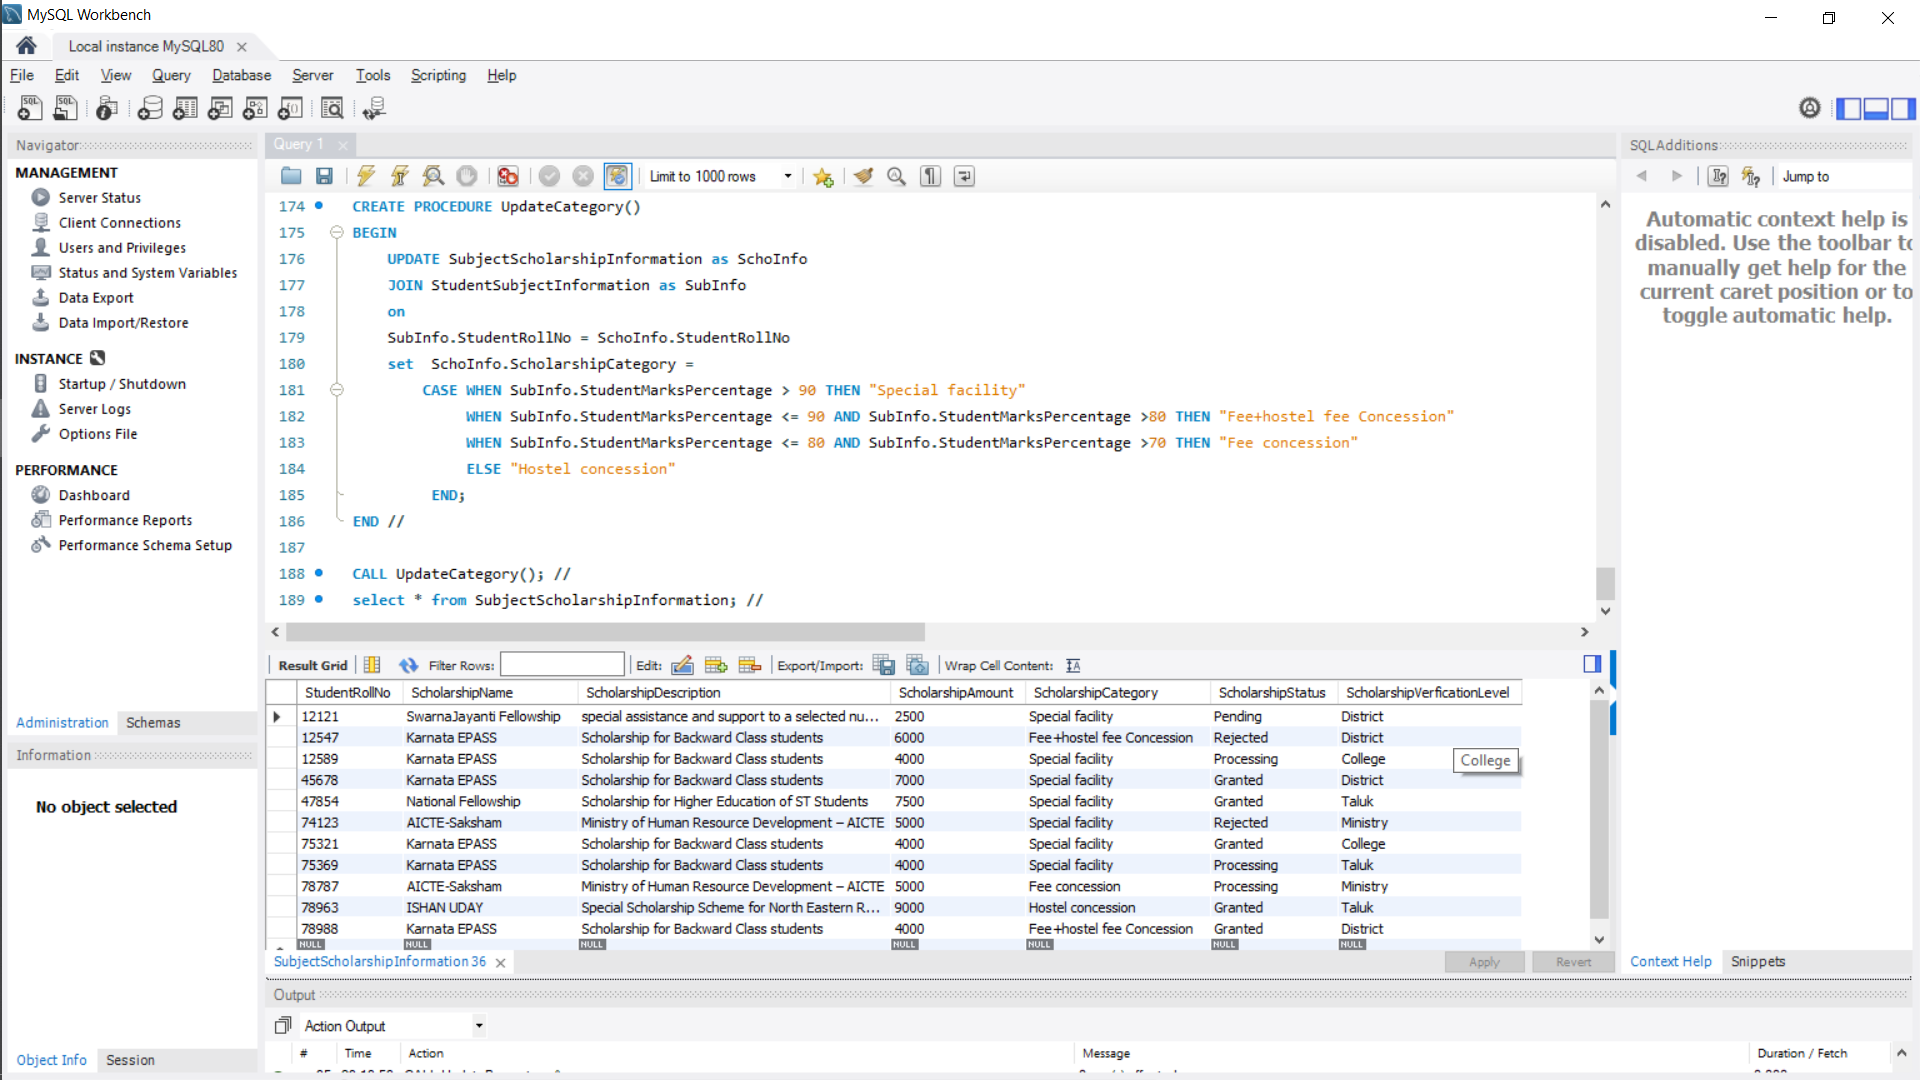 MySQL Workbench
Local instance MySQL80
File Edit View Query Database Server Tools Scripting Help
Navigator
MANAGEMENT
Server Status
Client Connections
Users and Privileges
Status and System Variables
Data Export
Data Import/Restore
INSTANCE
Startup / Shutdown
Server Logs
Options File
PERFORMANCE
Dashboard
Performance Reports
Performance Schema Setup
Administration Schemas
Information
No object selected
Object Info Session
Query 1
Limit to 1000 rows
174 CREATE PROCEDURE UpdateCategory()
175 BEGIN
176 UPDATE SubjectScholarshipInformation as SchoInfo
177 JOIN StudentSubjectInformation as SubInfo
178 on
179 SubInfo.StudentRollNo = SchoInfo.StudentRollNo
180 set SchoInfo.ScholarshipCategory =
181 CASE WHEN SubInfo.StudentMarksPercentage > 90 THEN "Special facility"
182 WHEN SubInfo.StudentMarksPercentage <= 90 AND SubInfo.StudentMarksPercentage >80 THEN "Fee+hostel fee Concession"
183 WHEN SubInfo.StudentMarksPercentage <= 80 AND SubInfo.StudentMarksPercentage >70 THEN "Fee concession"
184 ELSE "Hostel concession"
185 END;
186 END //
187
188 CALL UpdateCategory(); //
189 select * from SubjectScholarshipInformation; //
Result Grid Filter Rows: Edit: Export/Import: Wrap Cell Content:
StudentRollNo ScholarshipName ScholarshipDescription ScholarshipAmount ScholarshipCategory ScholarshipStatus ScholarshipVerficationLevel
12121 SwarnaJayanti Fellowship special assistance and support to a selected nu... 2500 Special facility Pending District
12547 Karnata EPASS Scholarship for Backward Class students 6000 Fee+hostel fee Concession Rejected District
12589 Karnata EPASS Scholarship for Backward Class students 4000 Special facility Processing College
45678 Karnata EPASS Scholarship for Backward Class students 7000 Special facility Granted District
47854 National Fellowship Scholarship for Higher Education of ST Students 7500 Special facility Granted Taluk
74123 AICTE-Saksham Ministry of Human Resource Development – AICTE 5000 Special facility Rejected Ministry
75321 Karnata EPASS Scholarship for Backward Class students 4000 Special facility Granted College
75369 Karnata EPASS Scholarship for Backward Class students 4000 Special facility Processing Taluk
78787 AICTE-Saksham Ministry of Human Resource Development – AICTE 5000 Fee concession Processing Ministry
78963 ISHAN UDAY Special Scholarship Scheme for North Eastern R... 9000 Hostel concession Granted Taluk
78988 Karnata EPASS Scholarship for Backward Class students 4000 Fee+hostel fee Concession Granted District
NULL NULL NULL NULL NULL NULL NULL
College
SubjectScholarshipInformation 36
Apply Revert
Output
Action Output
# Time Action Message Duration / Fetch
SQLAdditions
Jump to
Automatic context help is
disabled. Use the toolbar to
manually get help for the
current caret position or to
toggle automatic help.
Context Help Snippets